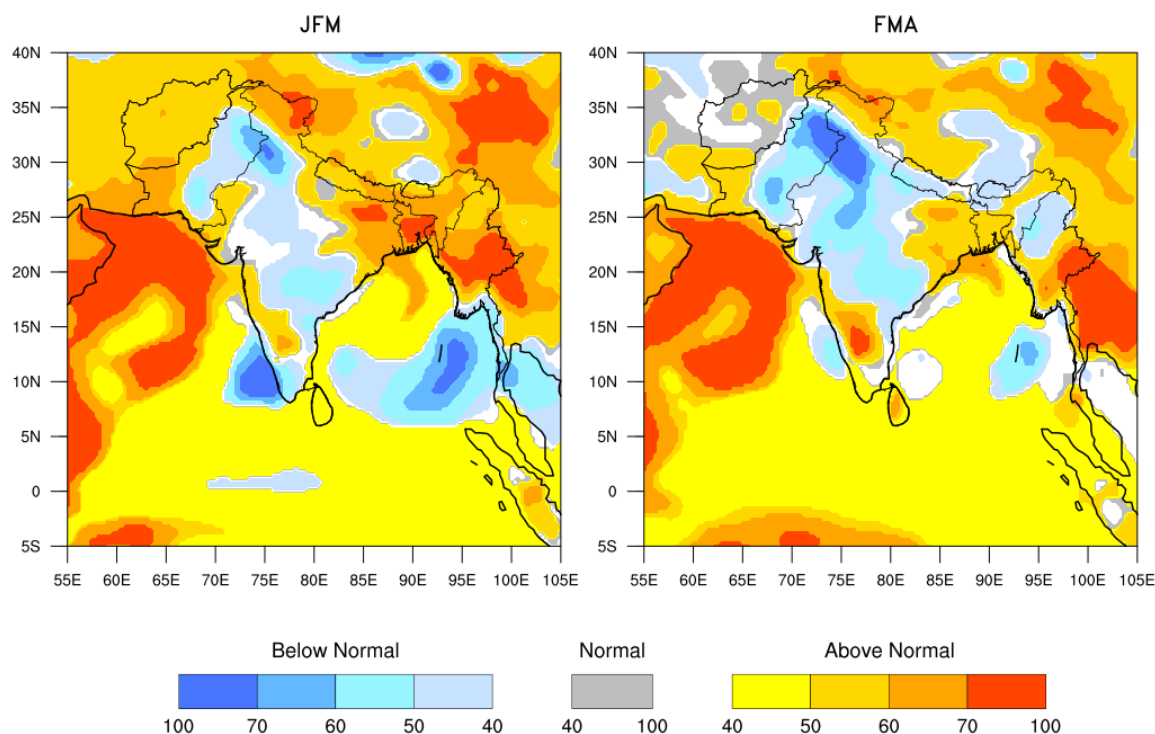 JFM
FMA
40N
35N
30N
25N
20N
15N
10N
5N
0
5S
55E 60E 65E 70E 75E 80E 85E 90E 95E 100E 105E
40N
35N
30N
25N
20N
15N
10N
5N
0
5S
55E 60E 65E 70E 75E 80E 85E 90E 95E 100E 105E
Below Normal
Normal
Above Normal
100 70 60 50 40
40 100
40 50 60 70 100